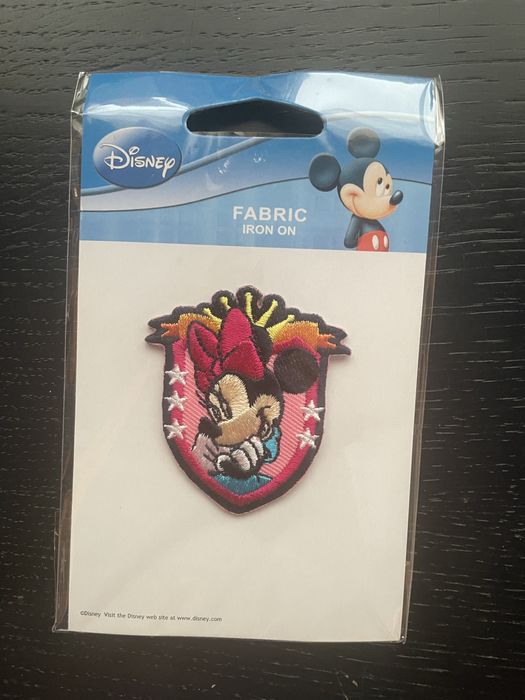 Disney
FABRIC
IRON ON
©Disney Visit the Disney web site at www.disney.com